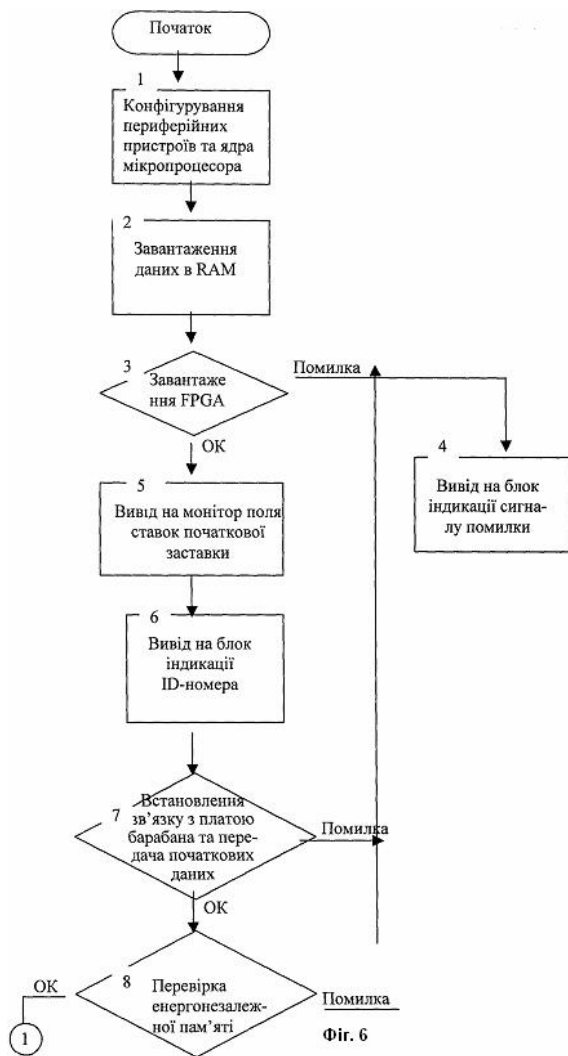 Початок
1
Конфігурування
периферійних
пристроїв та ядра
мікропроцесора
2
Завантаження
даних в RAM
3
Завантаже
ння FPGA
Помилка
ОК
4
Вивід на блок
індикації сигна-
лу помилки
5
Вивід на монітор поля
ставок початкової
заставки
6
Вивід на блок
індикації
ID-номера
7
Встановлення
зв’язку з платою
барабана та пере-
дача початкових
даних
Помилка
ОК
8
Перевірка
енергонезалеж-
ної пам’яті
ОК
Помилка
1
Фіг. 6